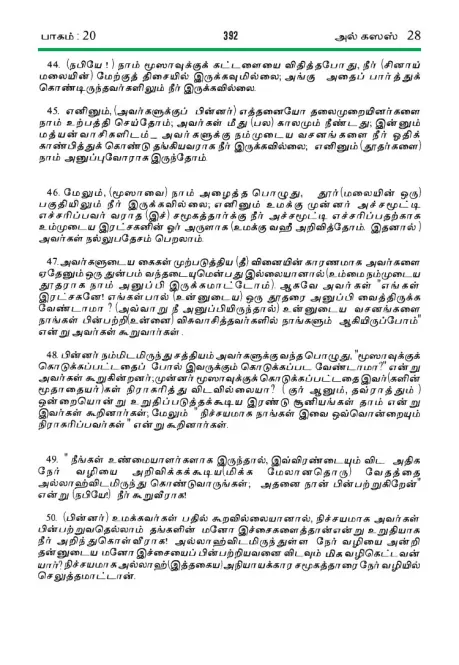 பாகம் : 20 392 அல் கஸஸ் 28
44. (நபியே !) நாம் மூஸாவுக்குக் கட்டளையை விதித்தபோது, நீர் (சினாய்
மலையின்) மேற்குத் திசையில் இருக்கவுமில்லை; அங்கு அதைப் பார்த்துக்
கொண்டிருந்தவர்களிலும் நீர் இருக்கவில்லை.
45. எனினும், (அவர்களுக்குப் பின்னர்) எத்தனையோ தலைமுறையினர்களை
நாம் உற்பத்தி செய்தோம்; அவர்கள் மீது (பல) காலமும் நீண்டது; இன்னும்
மத்யன்வாசிகளிடம்_ அவர்களுக்கு நம்முடைய வசனங்களை நீர் ஓதிக்
காண்பித்துக் கொண்டு தங்கியவராக நீர் இருக்கவில்லை; எனினும் (தூதர்களை)
நாம் அனுப்புவோராக இருந்தோம்.
46. மேலும், (மூஸாவை) நாம் அழைத்த பொழுது, தூர்(மலையின் ஒரு)
பகுதியிலும் நீர் இருக்கவில்லை; எனினும் உமக்கு முன்னர் அச்சமூட்டி
எச்சரிப்பவர் வராத (இச்) சமூகத்தார்க்கு நீர் அச்சமூட்டி எச்சரிப்பதற்காக
உம்முடைய இரட்சகனின் ஓர் அருளாக (உமக்கு வஹீ அறிவித்தோம். இதனால் )
அவர்கள் நல்லுபதேசம் பெறலாம்.
47.அவர்களுடைய கைகள் முற்படுத்திய (தீ) வினையின் காரணமாக அவர்களை
ஏதேனும் ஒரு துன்பம் வந்தடையுமென்பது இல்லையானால் (உம்மை நம்முடைய
தூதராக நாம் அனுப்பி இருக்கமாட்டோம்). ஆகவே அவர்கள் "எங்கள்
இரட்சகனே! எங்கள்பால் (உன்னுடைய) ஒரு தூதரை அனுப்பி வைத்திருக்க
வேண்டாமா ? (அவ்வாறு நீ அனுப்பியிருந்தால்) உன்னுடைய வசனங்களை
நாங்கள் பின்பற்றி(உன்னை) விசுவாசித்தவர்களில் நாங்களும் ஆகியிருப்போம்"
என்று அவர்கள் கூறுவார்கள் .
48. பின்னர் நம்மிடமிருந்து சத்தியம் அவர்களுக்கு வந்த பொழுது, "மூஸாவுக்குக்
கொடுக்கப்பட்டதைப் போல் இவருக்கும் கொடுக்கப்பட வேண்டாமா?" என்று
அவர்கள் கூறுகின்றனர்;முன்னர் மூஸாவுக்குக் கொடுக்கப்பட்டதை இவர்(களின்
மூதாதையர்)கள் நிராகரித்து விடவில்லையா? ( குர் ஆனும், தவ்ராத்தும் )
ஒன்றையொன்று உறுதிப்படுத்தக்கூடிய இரண்டு சூனியங்கள் தாம் என்று
இவர்கள் கூறினார்கள்; மேலும் " நிச்சயமாக நாங்கள் இவை ஒவ்வொன்றையும்
நிராகரிப்பவர்கள்" என்று கூறினார்கள்.
49. " நீங்கள் உண்மையாளர்களாக இருந்தால், இவ்விரண்டையும் விட அதிக
நேர் வழியை அறிவிக்கக்கூடிய(மிக்க மேலானதொரு) வேதத்தை
அல்லாஹ்விடமிருந்து கொண்டுவாருங்கள்; அதனை நான் பின்பற்றுகிறேன்"
என்று (நபியே!) நீர் கூறுவீராக!
50. (பின்னர்) உமக்கவர்கள் பதில் கூறவில்லையானால், நிச்சயமாக அவர்கள்
பின்பற்றுவதெல்லாம் தங்களின் மனோ இச்சைகளைத்தான்என்று உறுதியாக
நீர் அறிந்துகொள்வீராக! அல்லாஹ்விடமிருந்துள்ள நேர் வழியை அன்றி
தன்னுடைய மனோ இச்சையைப் பின்பற்றியவனை விடவும் மிக வழிகெட்டவன்
யார்? நிச்சயமாக அல்லாஹ்(இத்தகைய)அநியாயக்கார சமூகத்தாரை நேர் வழியில்
செலுத்தமாட்டான்.